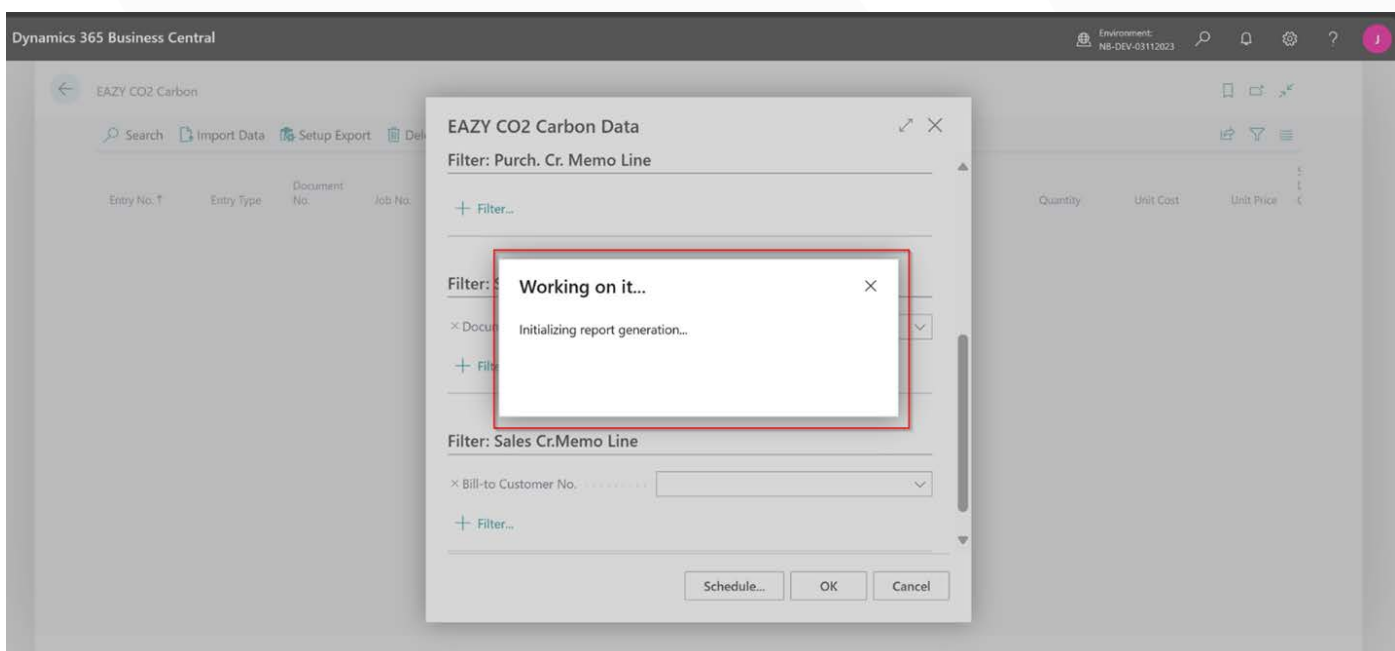 Dynamics 365 Business Central
Environment:
NB-DEV-03112023
?
J
EAZY CO2 Carbon
Search Import Data Setup Export
Entry No. ↑ Entry Type Document No. Job No. Quantity Unit Cost Unit Price
EAZY CO2 Carbon Data
Filter: Purch. Cr. Memo Line
+ Filter...
Filter:
Working on it...
Initializing report generation...
Filter: Sales Cr.Memo Line
× Bill-to Customer No.
+ Filter...
Schedule... OK Cancel